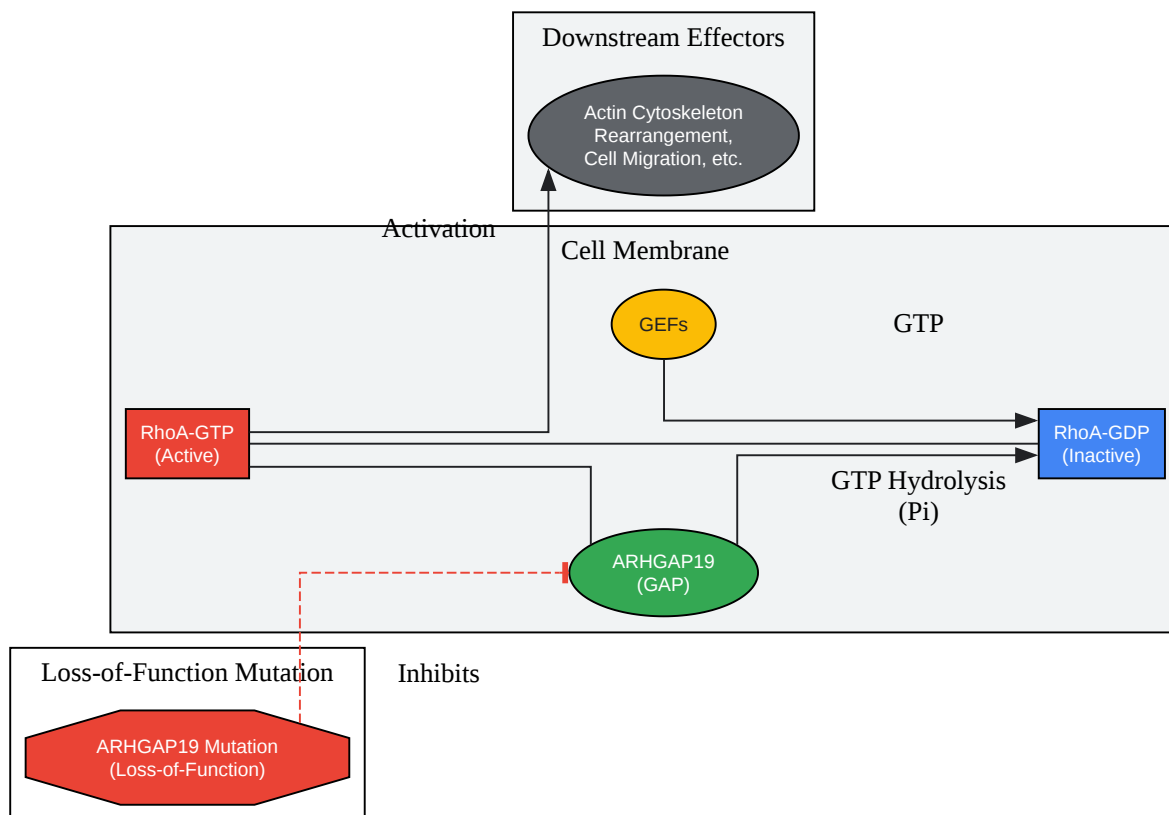 Downstream Effectors
Actin Cytoskeleton
Rearrangement,
Cell Migration, etc.
Activation
Cell Membrane
GEFs
GTP
RhoA-GTP
(Active)
RhoA-GDP
(Inactive)
GTP Hydrolysis
(Pi)
ARHGAP19
(GAP)
Loss-of-Function Mutation
Inhibits
ARHGAP19 Mutation
(Loss-of-Function)